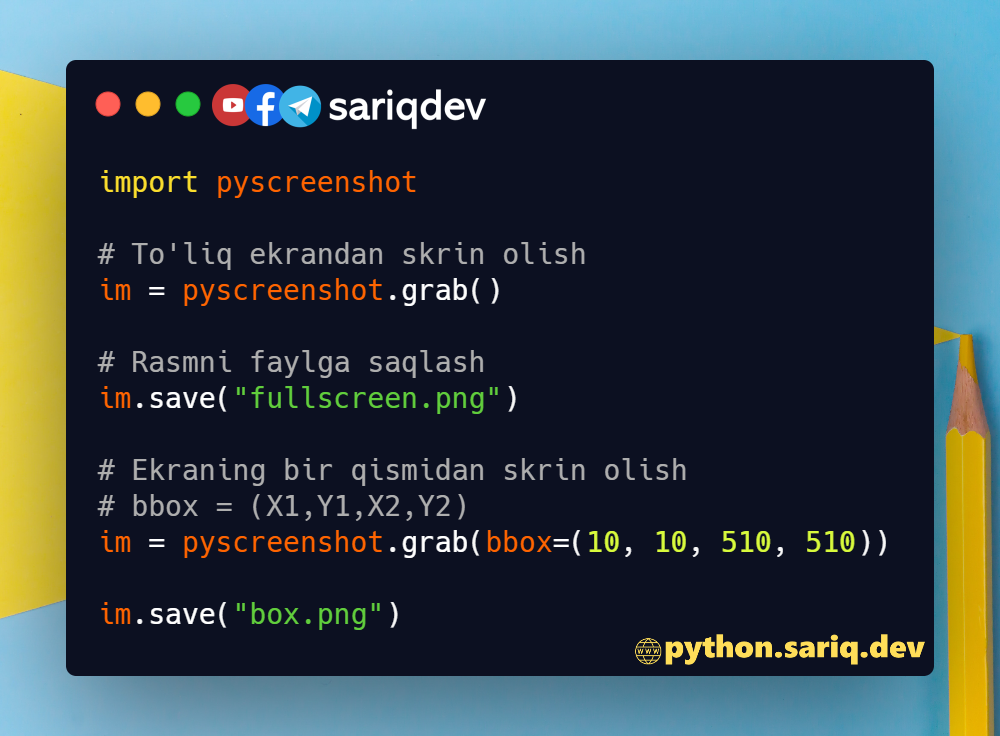 sariqdev
import pyscreenshot
# To'liq ekrandan skrin olish
im = pyscreenshot.grab()
# Rasmni faylga saqlash
im.save("fullscreen.png")
# Ekraning bir qismidan skrin olish
# bbox = (X1,Y1,X2,Y2)
im = pyscreenshot.grab(bbox=(10, 10, 510, 510))
im.save("box.png")
python.sariq.dev